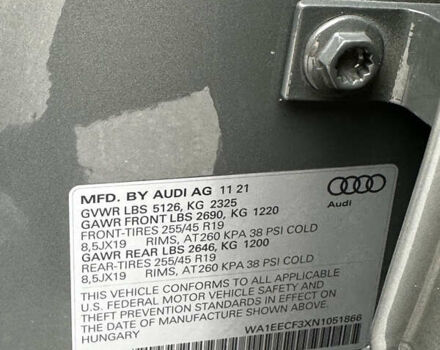 MFD. BY AUDI AG 11 21
GVWR LBS 5126, KG 2325
GAWR FRONT LBS 2690, KG 1220
FRONT-TIRES 255/45 R19
8,5JX19 RIMS, AT260 KPA 38 PSI COLD
GAWR REAR LBS 2646, KG 1200
REAR-TIRES 255/45 R19
8,5JX19 RIMS, AT260 KPA 38 PSI COLD
Audi
THIS VEHICLE CONFORMS TO ALL APPLICABLE
U.S. FEDERAL MOTOR VEHICLE SAFETY AND
THEFT PREVENTION STANDARDS IN EFFECT ON
THE DATE OF MANUFACTURE SHOWN ABOVE.
HUNGARY WA1EECF3XN1051866